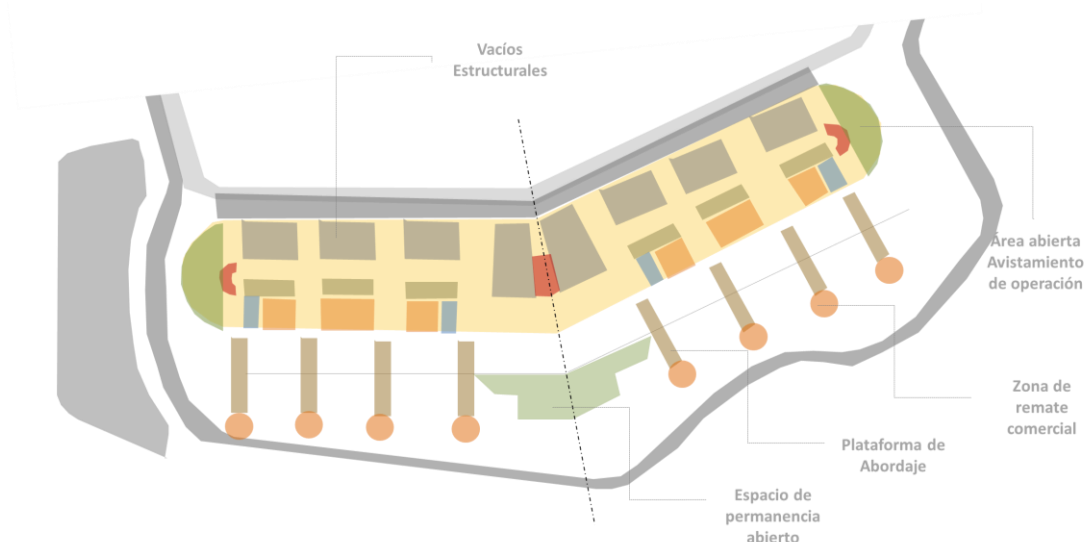 Vacíos
Estructurales
Área abierta
Avistamiento
de operación
Zona de
remate
comercial
Plataforma de
Abordaje
Espacio de
permanencia
abierto